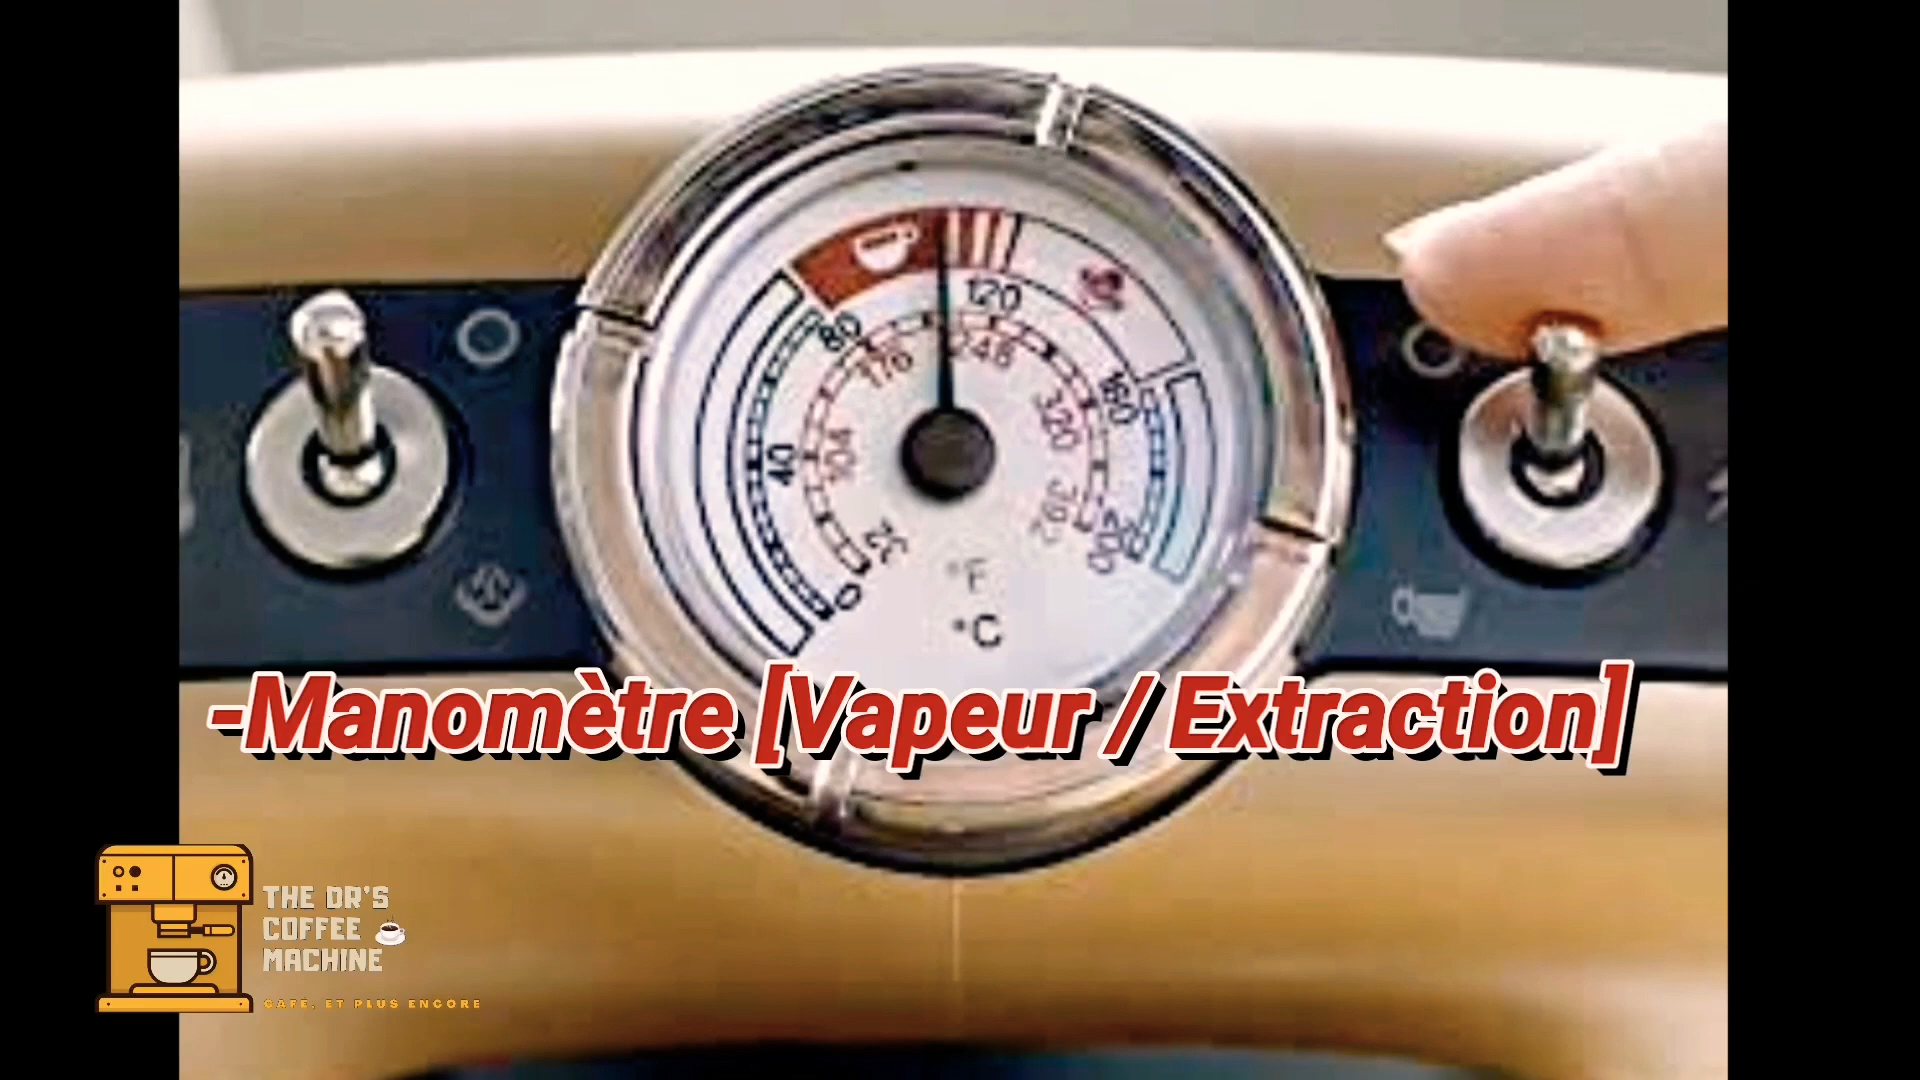 120
80
248
176
160
320
40
104
392
200
32
0
°F
°C
-Manomètre [Vapeur / Extraction]
THE DR'S
COFFEE
MACHINE
CAFÉ, ET PLUS ENCORE